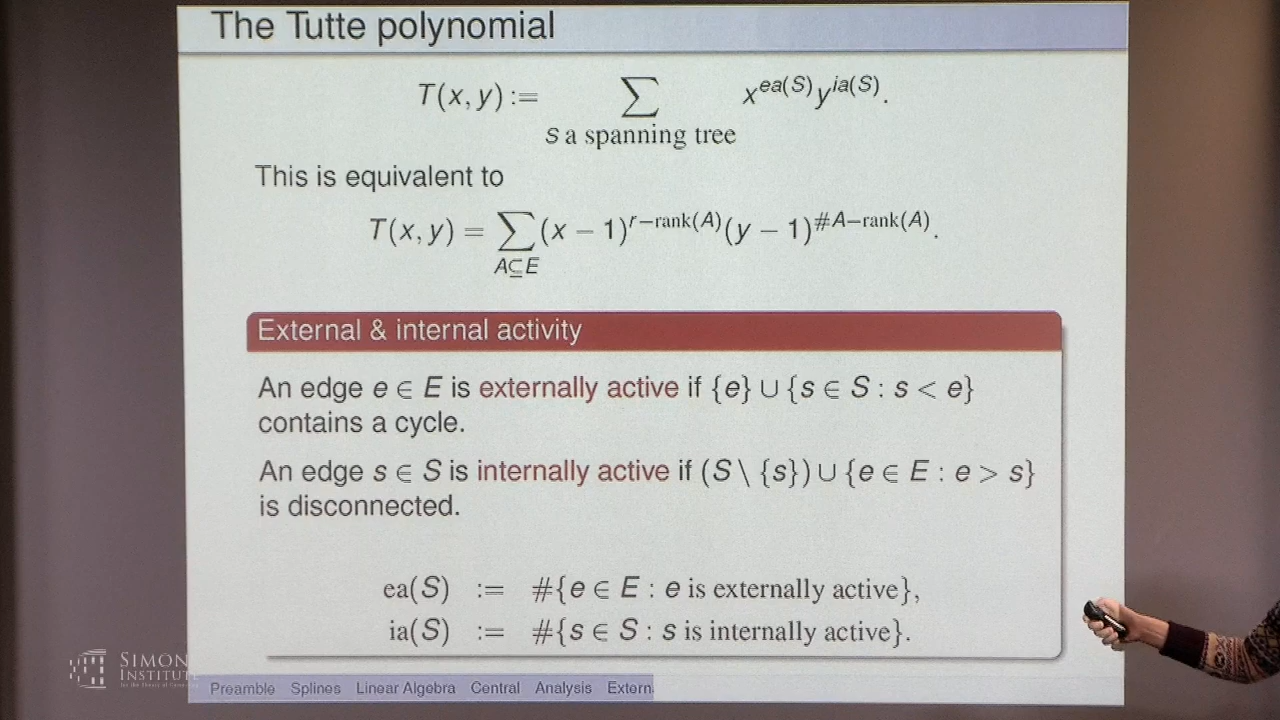 The Tutte polynomial
T(x, y) := ∑ x^{ea(S)} y^{ia(S)}.
S a spanning tree
This is equivalent to
T(x, y) = ∑ (x − 1)^{r−rank(A)} (y − 1)^{#A−rank(A)}.
A⊆E
External & internal activity
An edge e ∈ E is externally active if {e} ∪ {s ∈ S : s < e}
contains a cycle.
An edge s ∈ S is internally active if (S \ {s}) ∪ {e ∈ E : e > s}
is disconnected.
ea(S) := #{e ∈ E : e is externally active},
ia(S) := #{s ∈ S : s is internally active}.
SIMONS
INSTITUTE
Preamble Splines Linear Algebra Central Analysis Extern